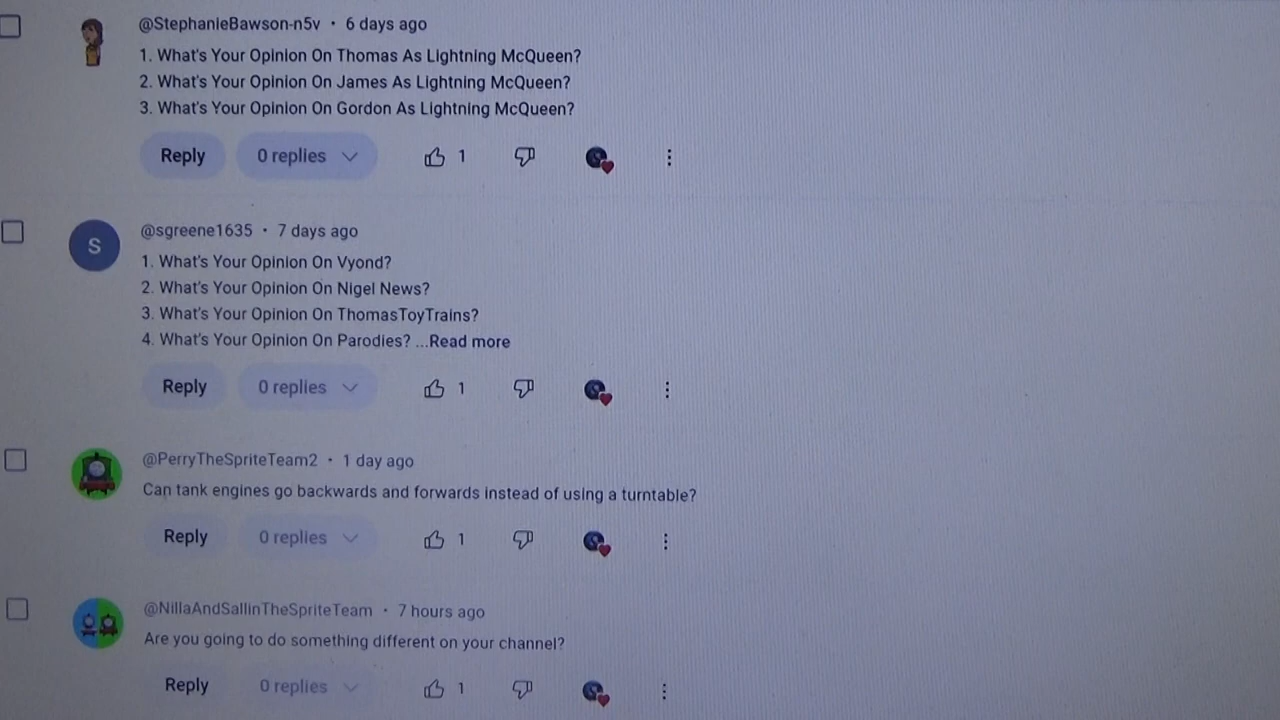 @StephanieBawson-n5v • 6 days ago
1. What's Your Opinion On Thomas As Lightning McQueen?
2. What's Your Opinion On James As Lightning McQueen?
3. What's Your Opinion On Gordon As Lightning McQueen?
Reply 0 replies 1
@sgreene1635 • 7 days ago
S
1. What's Your Opinion On Vyond?
2. What's Your Opinion On Nigel News?
3. What's Your Opinion On ThomasToyTrains?
4. What's Your Opinion On Parodies? ...Read more
Reply 0 replies 1
@PerryTheSpriteTeam2 • 1 day ago
Can tank engines go backwards and forwards instead of using a turntable?
Reply 0 replies 1
@NillaAndSallinTheSpriteTeam • 7 hours ago
Are you going to do something different on your channel?
Reply 0 replies 1